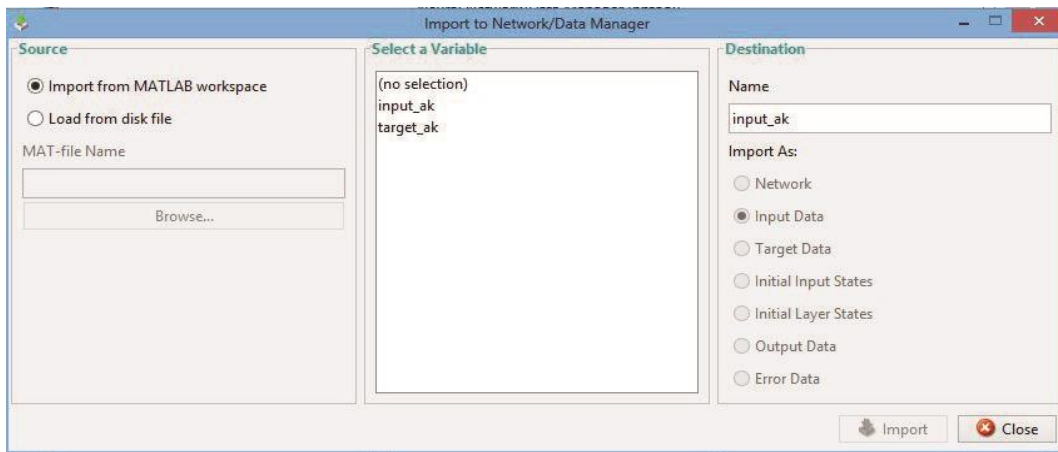 Import to Network/Data Manager
Source
Import from MATLAB workspace
Load from disk file
MAT-file Name
Browse...
Select a Variable
(no selection)
input_ak
target_ak
Destination
Name
input_ak
Import As:
Network
Input Data
Target Data
Initial Input States
Initial Layer States
Output Data
Error Data
Import
Close